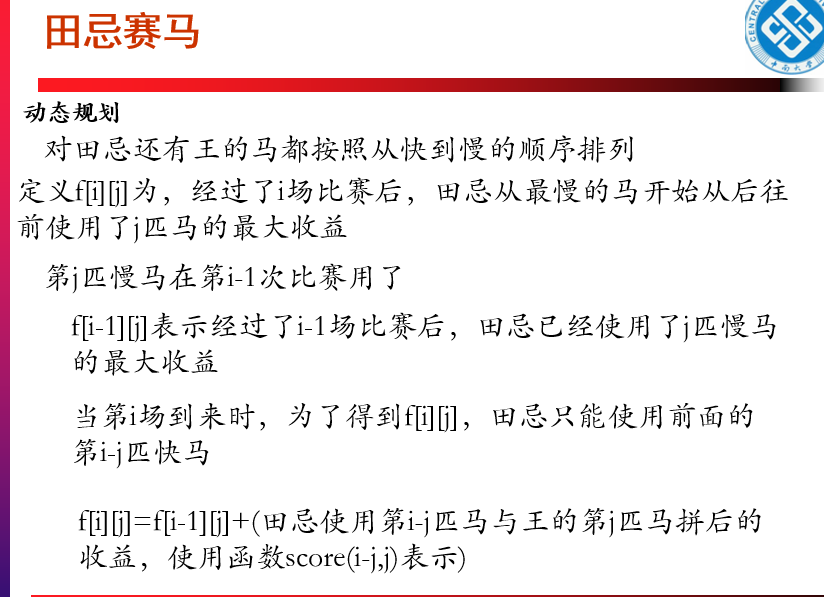 田忌赛马
CENTRAL
中南大学
动态规划
对田忌还有王的马都按照从快到慢的顺序排列
定义f[i][j]为，经过了i场比赛后，田忌从最慢的马开始从后往
前使用了j匹马的最大收益
第j匹慢马在第i-1次比赛用了
f[i-1][j]表示经过了i-1场比赛后，田忌已经使用了j匹慢马
的最大收益
当第i场到来时，为了得到f[i][j]，田忌只能使用前面的
第i-j匹快马
f[i][j]=f[i-1][j]+(田忌使用第i-j匹马与王的第j匹马拼后的
收益，使用函数score(i-j,j)表示)